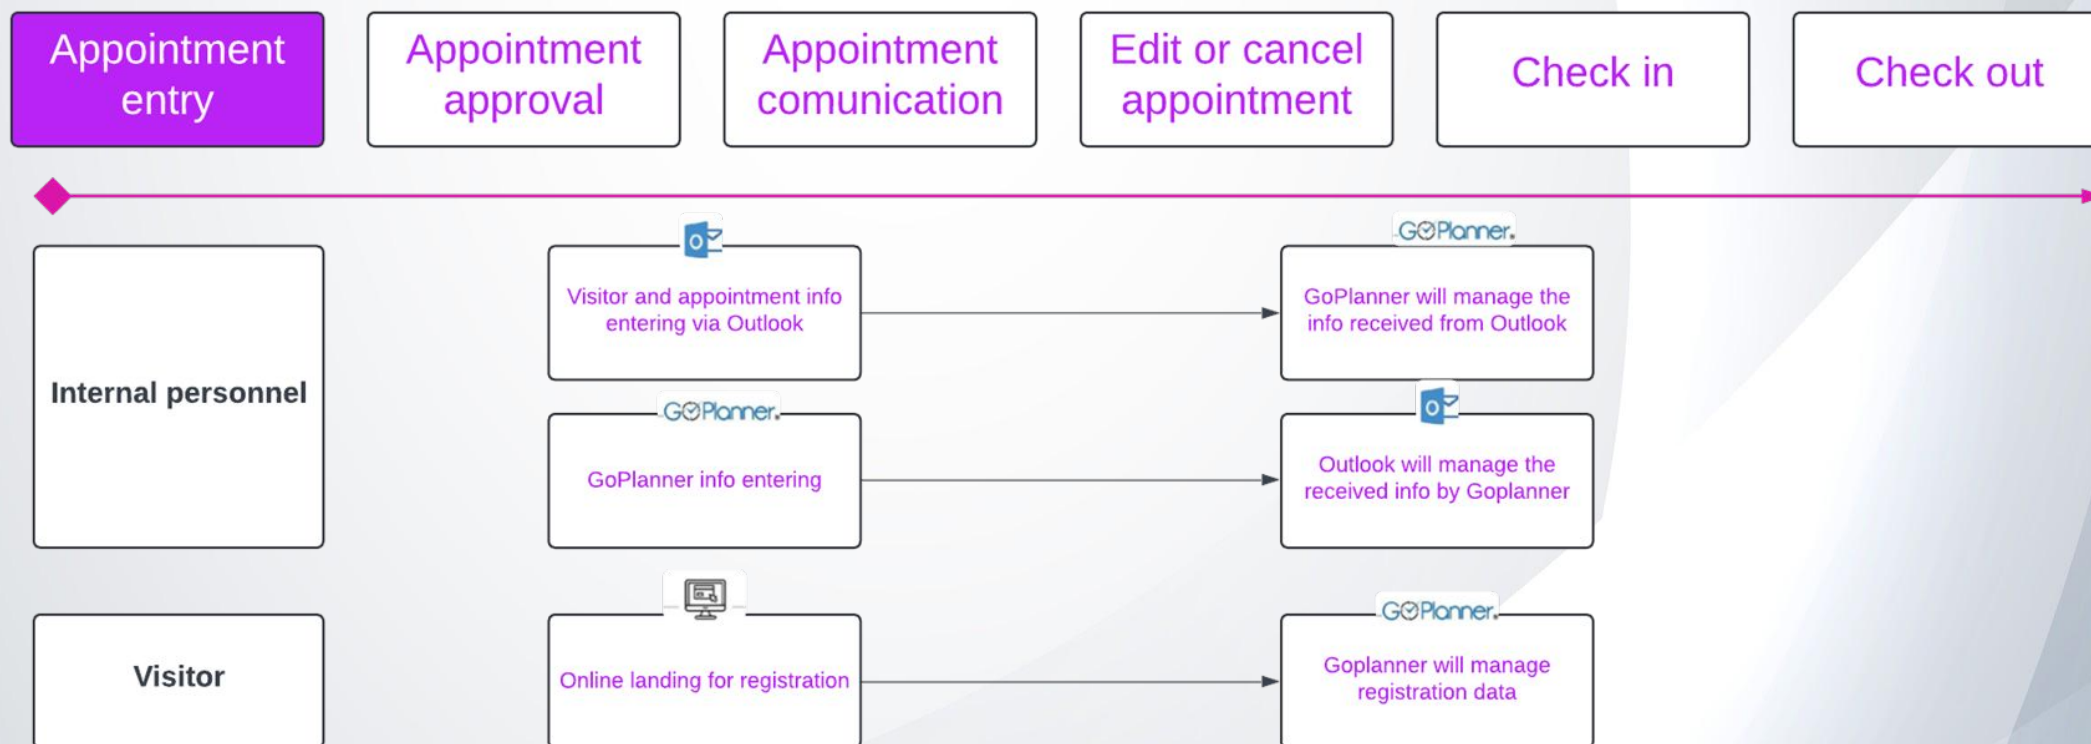 Appointment
entry
Appointment
approval
Appointment
comunication
Edit or cancel
appointment
Check in
Check out
GOPlanner.
Visitor and appointment info
entering via Outlook
GoPlanner will manage the
info received from Outlook
Internal personnel
GOPlanner.
GoPlanner info entering
Outlook will manage the
received info by Goplanner
GOPlanner.
Visitor
Online landing for registration
Goplanner will manage
registration data